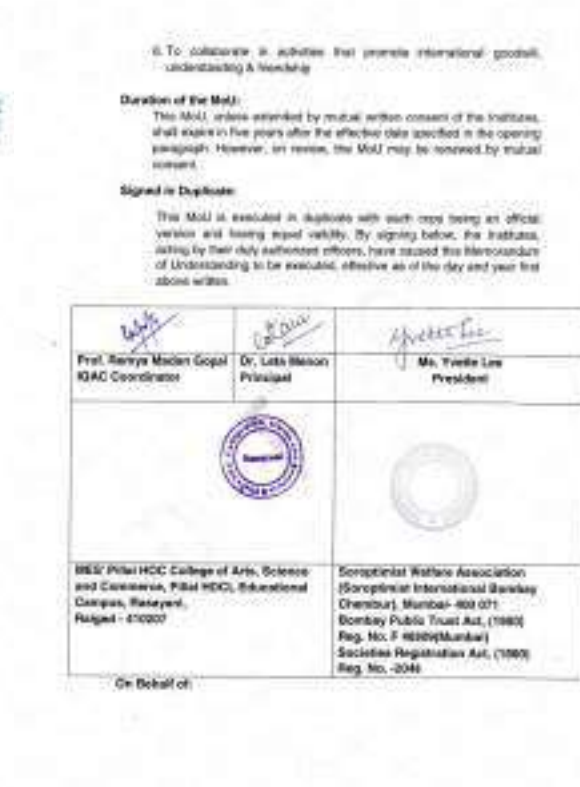 6. To collaborate in activities that promote international goodwill,
understanding & friendship
Duration of the MoU:
This MoU, unless extended by mutual written consent of the Institutes,
shall expire in five years after the effective date specified in the opening
paragraph. However, on review, the MoU may be renewed by mutual
consent.
Signed in Duplicate:
This MoU is executed in duplicate with each copy being an official
version and having equal validity. By signing below, the Institutes,
acting by their duly authorized officers, have caused this Memorandum
of Understanding to be executed, effective as of the day and year first
above written.
Yvette Lee
Prof. Remya Madan Gopal
IQAC Coordinator
Dr. Lata Menon
Principal
Ms. Yvette Lee
President
MES' Pillai HOC College of Arts, Science
and Commerce, Pillai HOCL Educational
Campus, Rasayani,
Raigad - 410207
Soroptimist Welfare Association
(Soroptimist International Bombay
Chembur), Mumbai- 400 071
Bombay Public Trust Act, (1950)
Reg. No. F (Mumbai)
Societies Registration Act, (1860)
Reg. No. -2046
On Behalf of: